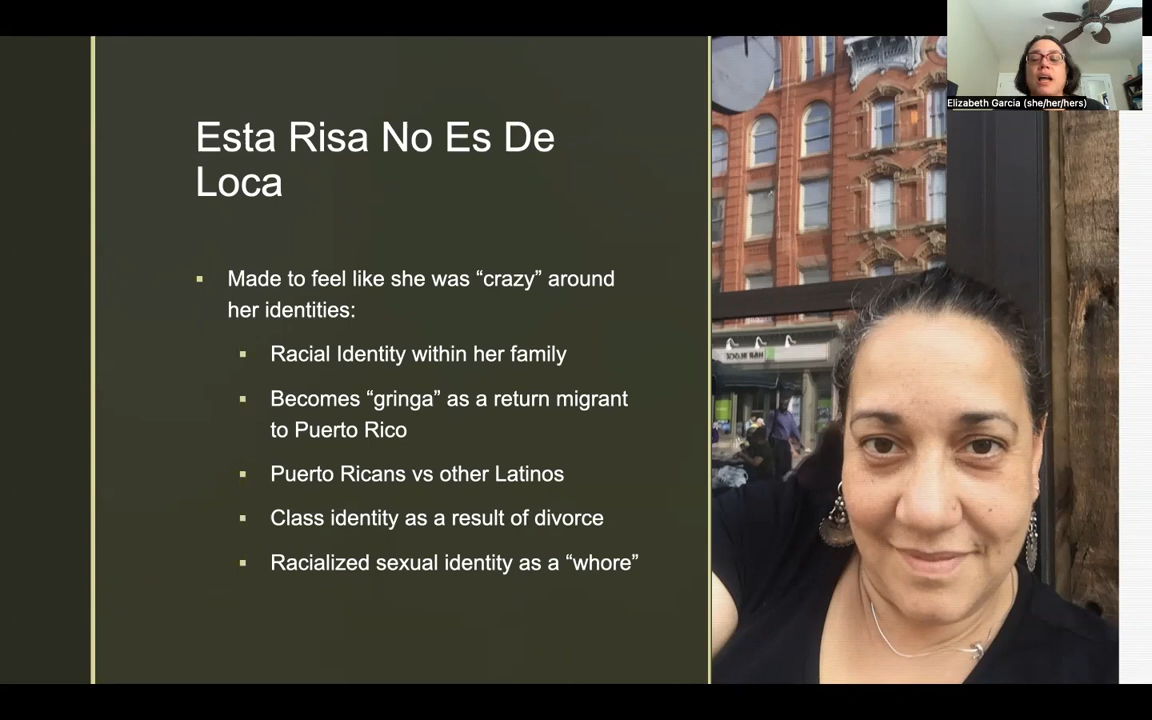 Elizabeth Garcia (she/her/hers)
Esta Risa No Es De
Loca
Made to feel like she was “crazy” around
her identities:
Racial Identity within her family
Becomes “gringa” as a return migrant
to Puerto Rico
Puerto Ricans vs other Latinos
Class identity as a result of divorce
Racialized sexual identity as a “whore”